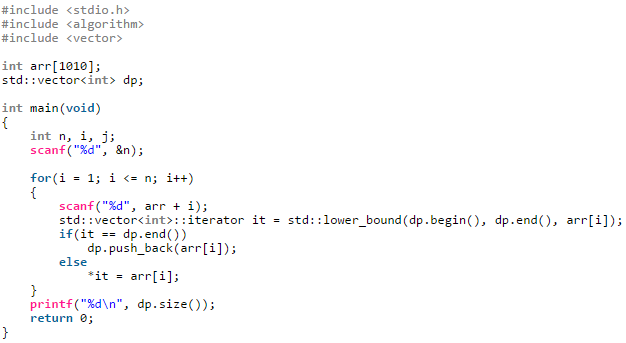 #include <stdio.h>
#include <algorithm>
#include <vector>

int arr[1010];
std::vector<int> dp;

int main(void)
{
    int n, i, j;
    scanf("%d", &n);

    for(i = 1; i <= n; i++)
    {
        scanf("%d", arr + i);
        std::vector<int>::iterator it = std::lower_bound(dp.begin(), dp.end(), arr[i]);
        if(it == dp.end())
            dp.push_back(arr[i]);
        else
            *it = arr[i];
    }
    printf("%d\n", dp.size());
    return 0;
}